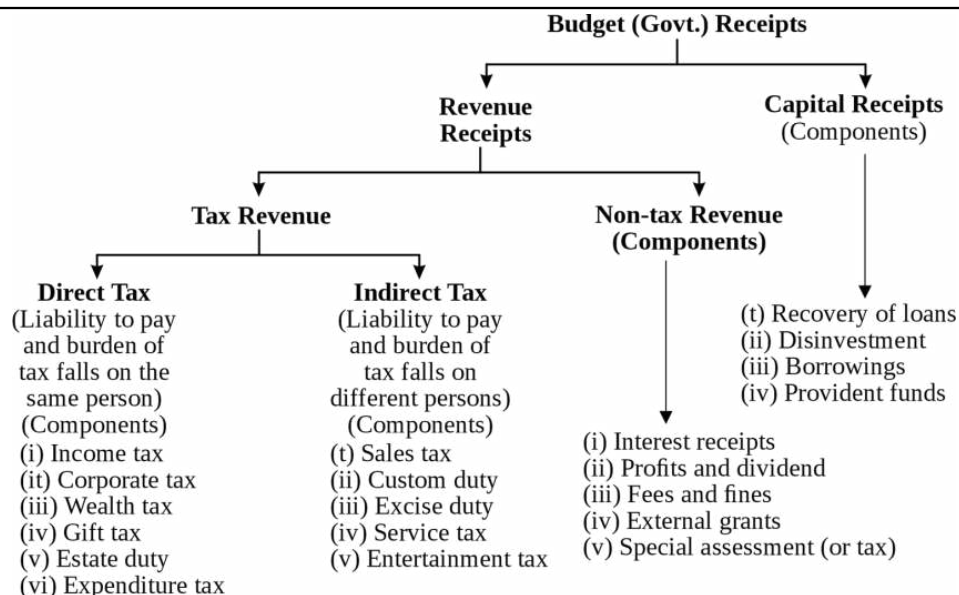 Budget (Govt.) Receipts
Revenue
Receipts
Capital Receipts
(Components)
Tax Revenue
Non-tax Revenue
(Components)
Direct Tax
(Liability to pay
and burden of
tax falls on the
same person)
(Components)
(i) Income tax
(it) Corporate tax
(iii) Wealth tax
(iv) Gift tax
(v) Estate duty
(vi) Expenditure tax
Indirect Tax
(Liability to pay
and burden of
tax falls on
different persons)
(Components)
(t) Sales tax
(ii) Custom duty
(iii) Excise duty
(iv) Service tax
(v) Entertainment tax
(i) Interest receipts
(ii) Profits and dividend
(iii) Fees and fines
(iv) External grants
(v) Special assessment (or tax)
(t) Recovery of loans
(ii) Disinvestment
(iii) Borrowings
(iv) Provident funds